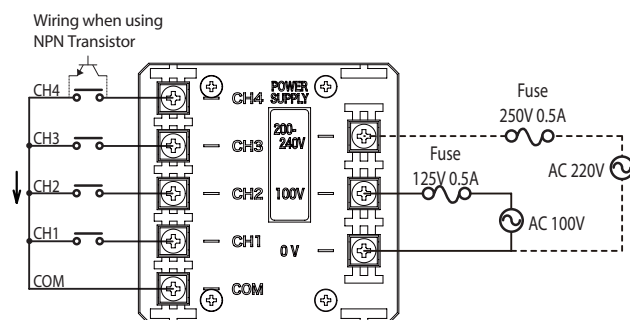 Wiring when using
NPN Transistor
CH4
CH3
CH2
CH1
COM
CH4
CH3
CH2
CH1
COM
POWER
SUPPLY
200-
240V
100V
0 V
Fuse
250V 0.5A
Fuse
125V 0.5A
AC 220V
AC 100V